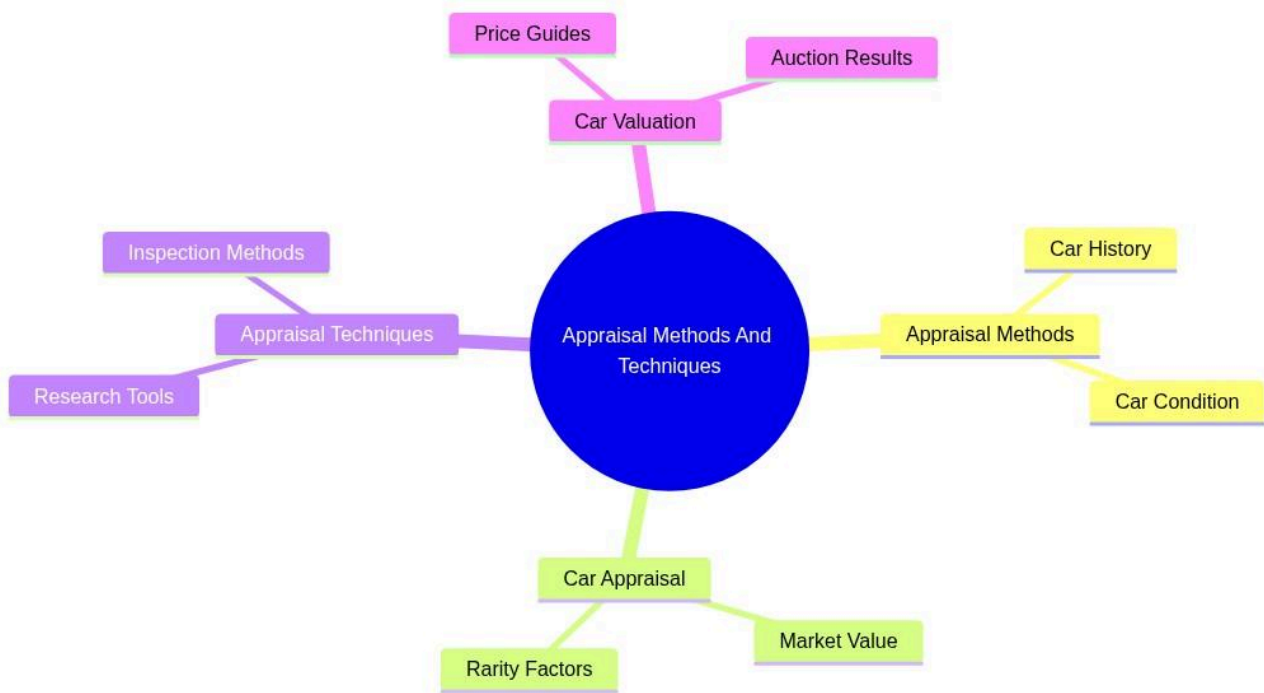 Price Guides
Auction Results
Car Valuation
Inspection Methods
Car History
Appraisal Techniques
Appraisal Methods And
Techniques
Appraisal Methods
Research Tools
Car Condition
Car Appraisal
Market Value
Rarity Factors